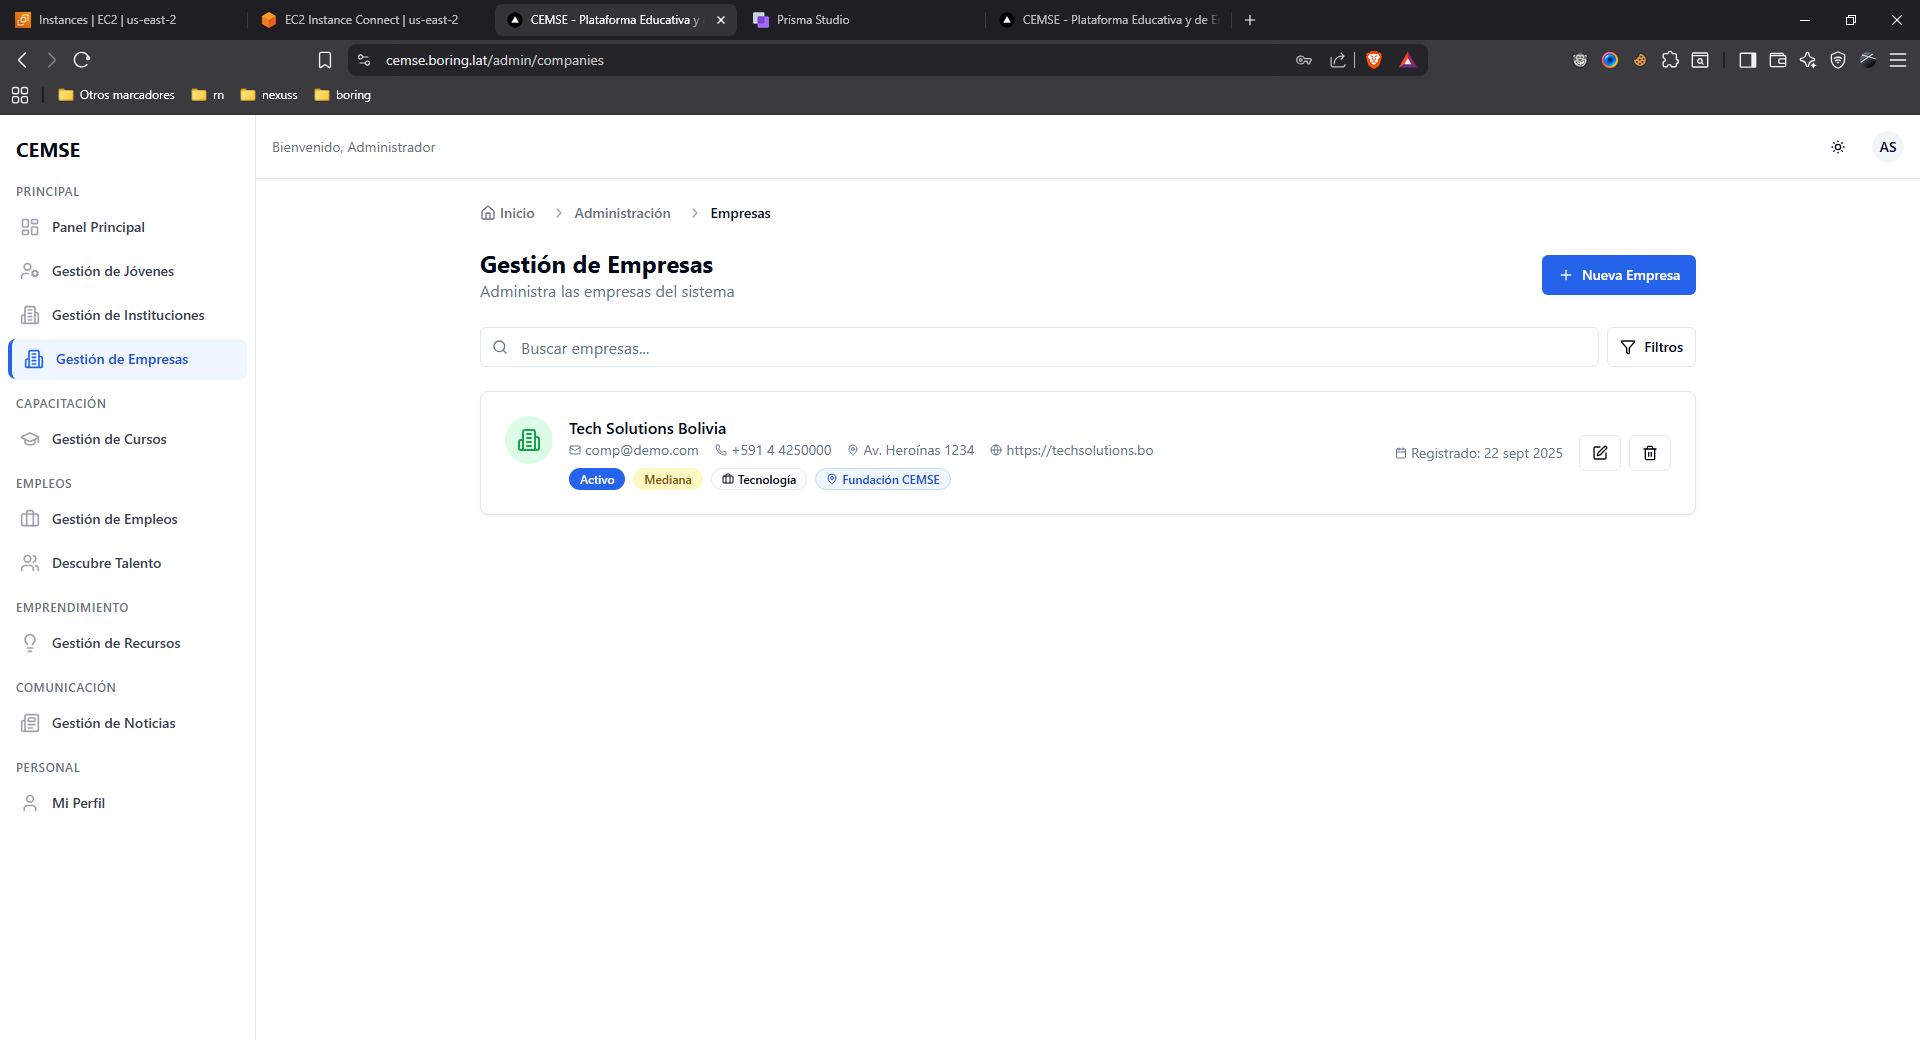 Instances | EC2 | us-east-2
EC2 Instance Connect | us-east-2
CEMSE - Plataforma Educativa y
Prisma Studio
CEMSE - Plataforma Educativa y de E
cemse.boring.lat/admin/companies
Otros marcadores
rn
nexuss
boring
CEMSE
Bienvenido, Administrador
AS
PRINCIPAL
Panel Principal
Gestión de Jóvenes
Gestión de Instituciones
Gestión de Empresas
CAPACITACIÓN
Gestión de Cursos
EMPLEOS
Gestión de Empleos
Descubre Talento
EMPRENDIMIENTO
Gestión de Recursos
COMUNICACIÓN
Gestión de Noticias
PERSONAL
Mi Perfil
Inicio
Administración
Empresas
Gestión de Empresas
Administra las empresas del sistema
Nueva Empresa
Buscar empresas...
Filtros
Tech Solutions Bolivia
comp@demo.com
+591 4 4250000
Av. Heroínas 1234
https://techsolutions.bo
Activo
Mediana
Tecnología
Fundación CEMSE
Registrado: 22 sept 2025